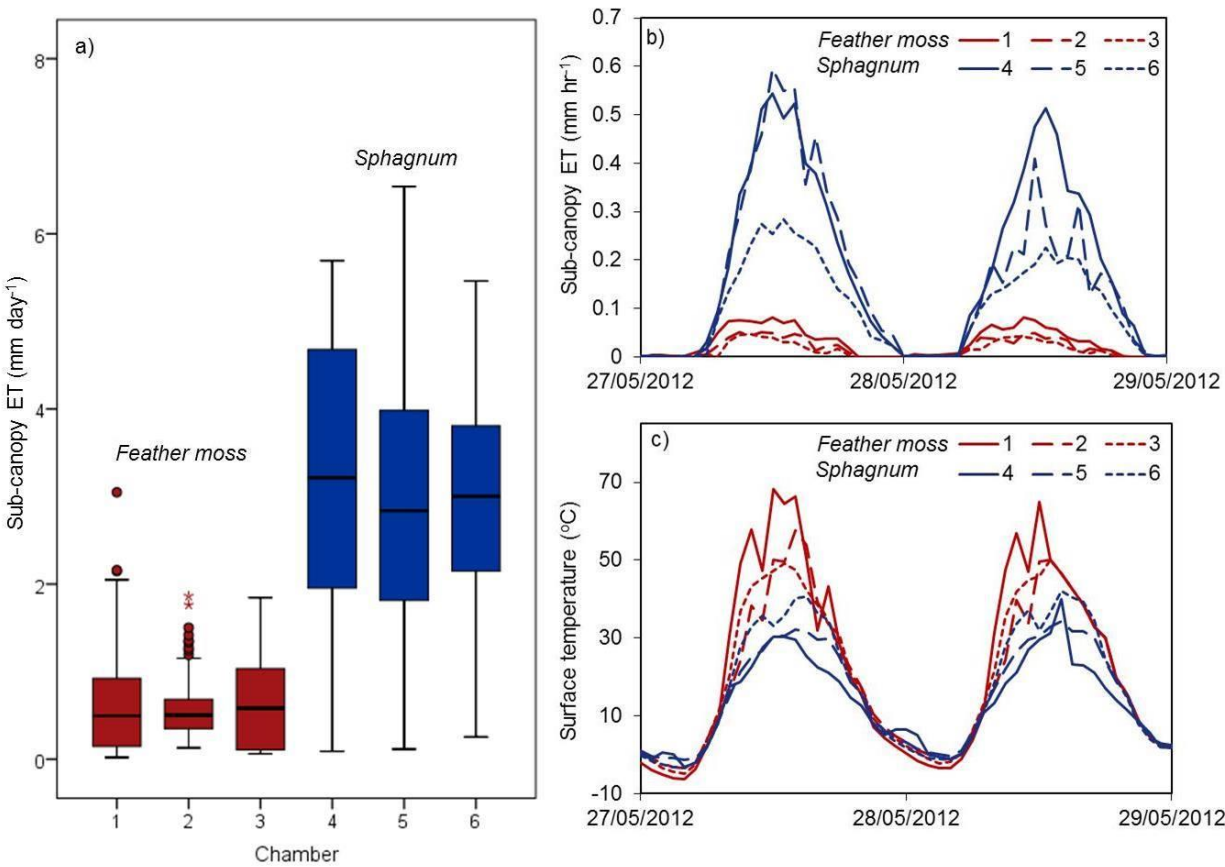 a)
Sub-canopy ET (mm day⁻¹)
8
6
4
2
0
Feather moss
Sphagnum
1 2 3 4 5 6
Chamber
b)
Sub-canopy ET (mm hr⁻¹)
0.7
0.6
0.5
0.4
0.3
0.2
0.1
0
Feather moss 1 2 3
Sphagnum 4 5 6
27/05/2012 28/05/2012 29/05/2012
c)
Surface temperature (°C)
70
50
30
10
-10
Feather moss 1 2 3
Sphagnum 4 5 6
27/05/2012 28/05/2012 29/05/2012